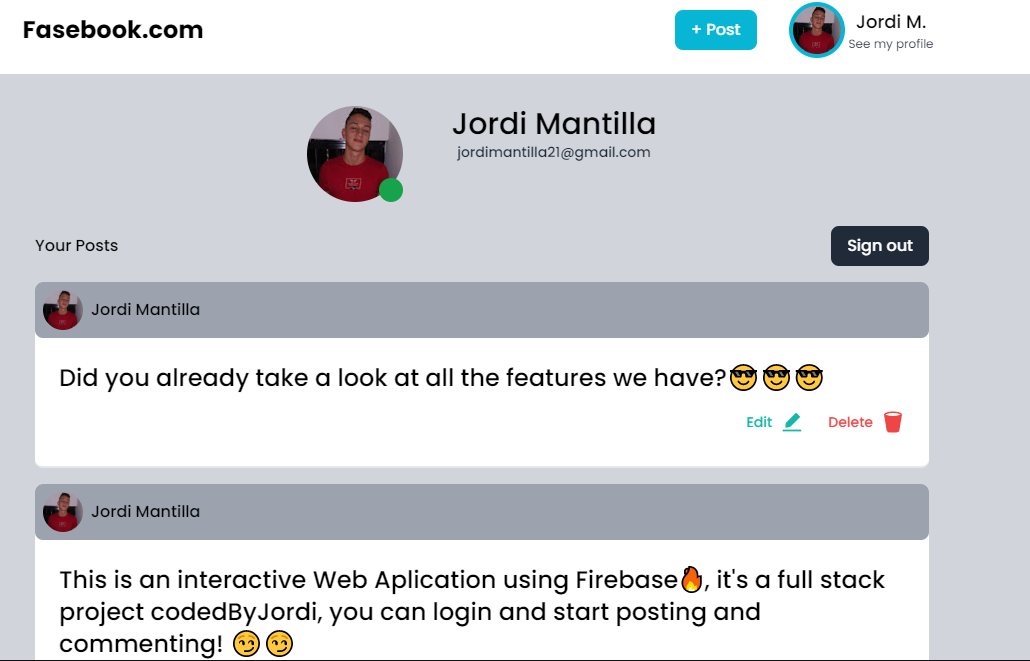 Fasebook.com
+ Post
Jordi M.
See my profile
Jordi Mantilla
jordimantilla21@gmail.com
Your Posts
Sign out
Jordi Mantilla
Did you already take a look at all the features we have?😎😎😎
Edit
Delete
Jordi Mantilla
This is an interactive Web Aplication using Firebase🔥, it's a full stack
project codedByJordi, you can login and start posting and
commenting! 😏😏